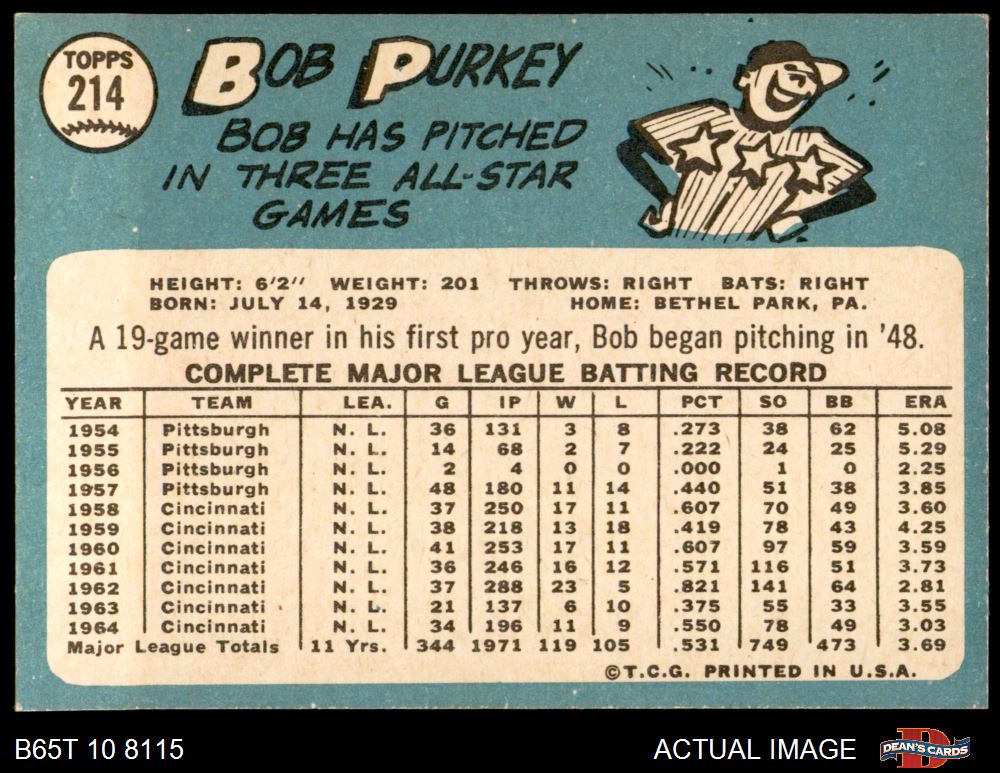 TOPPS
214
BOB PURKEY
BOB HAS PITCHED
IN THREE ALL-STAR
GAMES
HEIGHT: 6'2" WEIGHT: 201 THROWS: RIGHT BATS: RIGHT
BORN: JULY 14, 1929 HOME: BETHEL PARK, PA.
A 19-game winner in his first pro year, Bob began pitching in '48.
COMPLETE MAJOR LEAGUE BATTING RECORD
YEAR TEAM LEA. G IP W L PCT SO BB ERA
1954 Pittsburgh N. L. 36 131 3 8 .273 38 62 5.08
1955 Pittsburgh N. L. 14 68 2 7 .222 24 25 5.29
1956 Pittsburgh N. L. 2 4 0 0 .000 1 0 2.25
1957 Pittsburgh N. L. 48 180 11 14 .440 51 38 3.85
1958 Cincinnati N. L. 37 250 17 11 .607 70 49 3.60
1959 Cincinnati N. L. 38 218 13 18 .419 78 43 4.25
1960 Cincinnati N. L. 41 253 17 11 .607 97 59 3.59
1961 Cincinnati N. L. 36 246 16 12 .571 116 51 3.73
1962 Cincinnati N. L. 37 288 23 5 .821 141 64 2.81
1963 Cincinnati N. L. 21 137 6 10 .375 55 33 3.55
1964 Cincinnati N. L. 34 196 11 9 .550 78 49 3.03
Major League Totals 11 Yrs. 344 1971 119 105 .531 749 473 3.69
©T.C.G. PRINTED IN U.S.A.
B65T 10 8115 ACTUAL IMAGE
DEAN'S CARDS